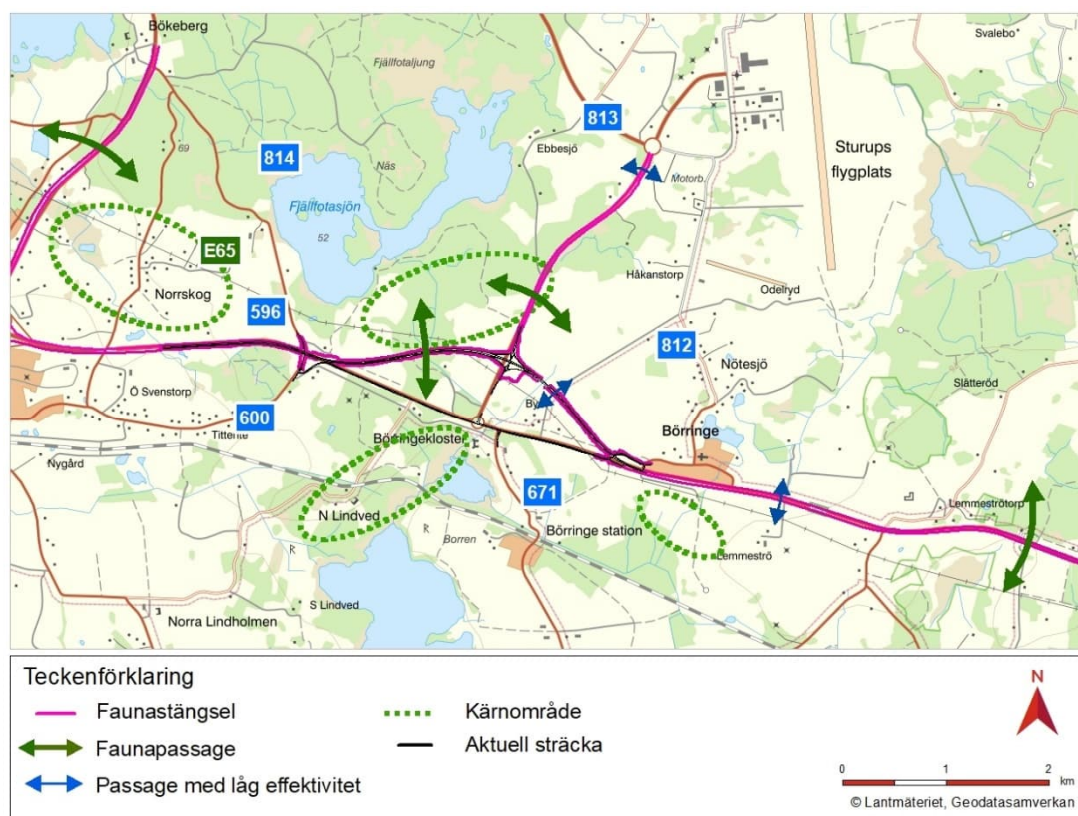 Bökeberg
Svalebo
Fjällfotaljung
813
Ebbesjö
Sturups
flygplats
69
814
Näs
Motorb.
Fjällfotasjön
52
E65
Håkanstorp
Norrskog
Odelryd
596
812
Nötesjö
Slätteröd
Ö Svenstorp
By
600
Börringe
Börringekloster
Nygård
671
N Lindved
Lemmeströtorp
Börringe station
Borren
Lemmeströ
S Lindved
Norra Lindholmen
R
R
Teckenförklaring
Faunastängsel
Kärnområde
Faunapassage
Aktuell sträcka
Passage med låg effektivitet
N
0 1 2
km
© Lantmäteriet, Geodatasamverkan